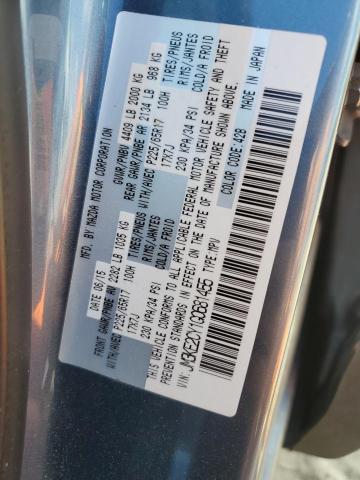 MFD. BY MAZDA MOTOR CORPORATION
DATE 06/15 GVWR/PNBV 4409 LB 2000 KG
FRONT GAWR/PNBE AV 2282 LB 1035 KG REAR GAWR/PNBE AR 2134 LB 968 KG
WITH/AVEC P225/65R17 100H TIRES/PNEUS WITH/AVEC P225/65R17 100H TIRES/PNEUS
17X7J RIMS/JANTES 17X7J RIMS/JANTES
230 KPA/34 PSI COLD/A FROID 230 KPA/34 PSI COLD/A FROID
THIS VEHICLE CONFORMS TO ALL APPLICABLE FEDERAL MOTOR VEHICLE SAFETY AND THEFT
PREVENTION STANDARDS IN EFFECT ON THE DATE OF MANUFACTURE SHOWN ABOVE.
VIN: TYPE:MPV COLOR CODE:42B MADE IN JAPAN